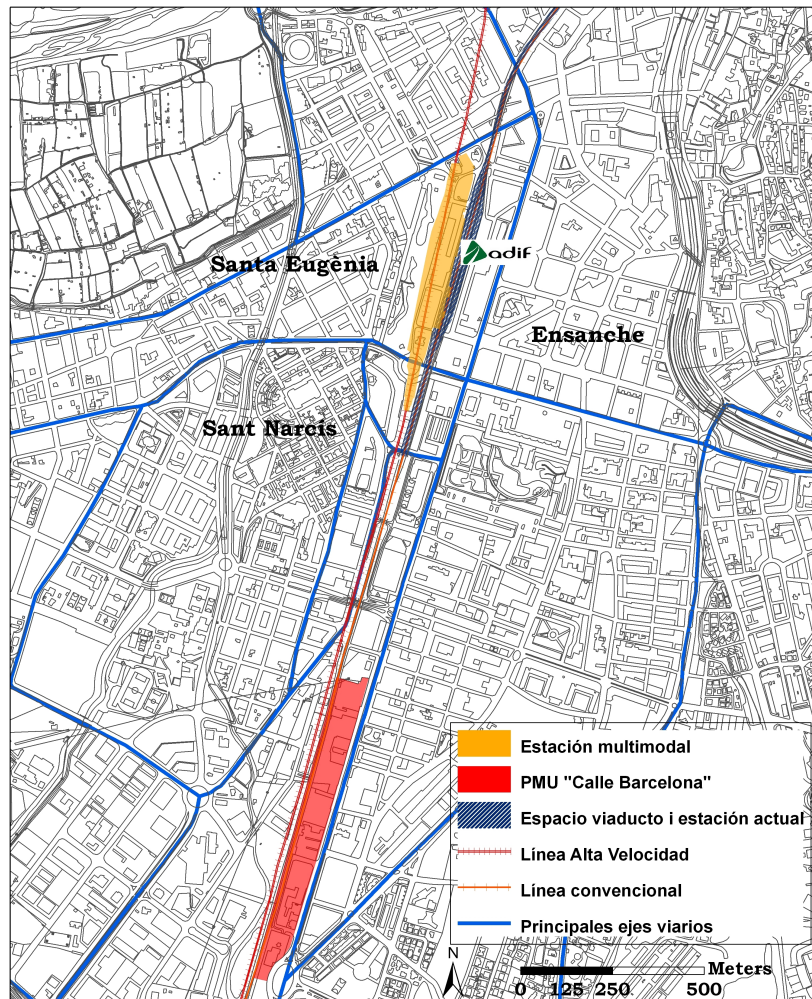 adif
Santa Eugènia
Ensanche
Sant Narcís
Estación multimodal
PMU "Calle Barcelona"
Espacio viaducto i estación actual
Línea Alta Velocidad
Línea convencional
Principales ejes viarios
N
Meters
0 125 250 500